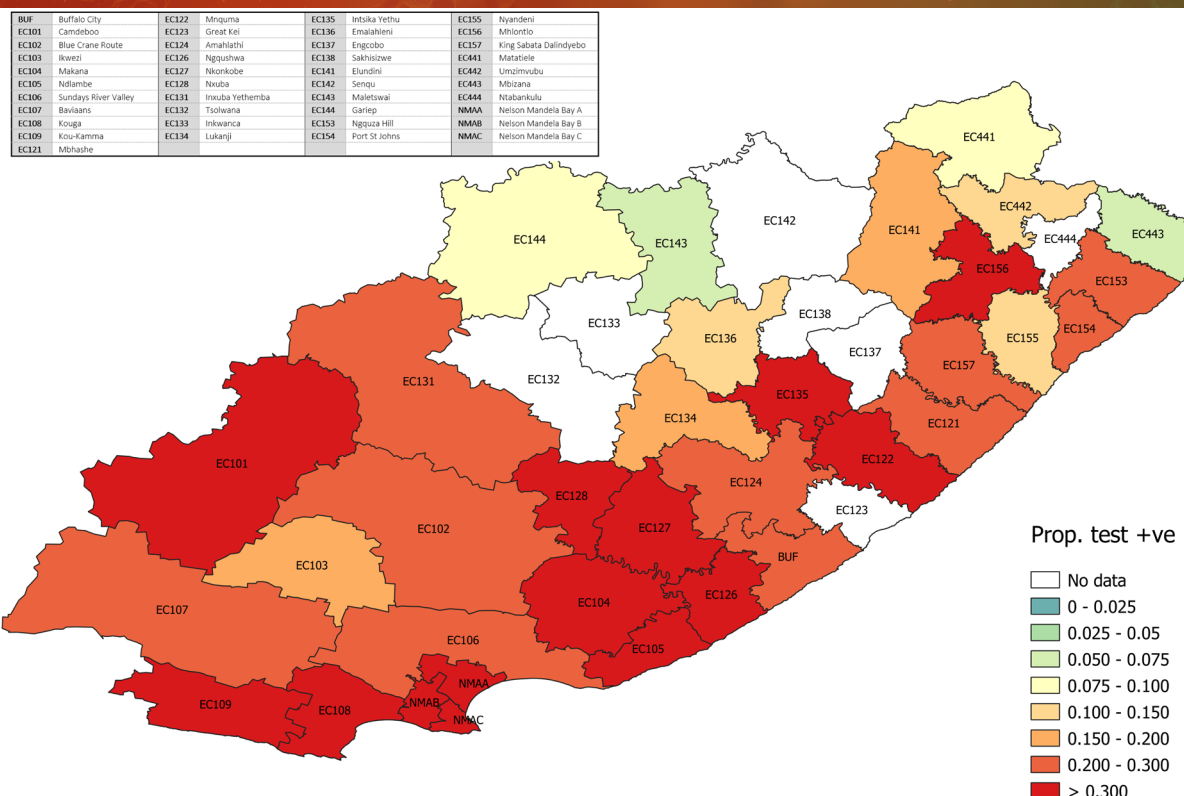 BUF Buffalo City EC122 Mnquma EC135 Intsika Yethu EC155 Nyandeni
EC101 Camdeboo EC123 Great Kei EC136 Emalahleni EC156 Mhlontlo
EC102 Blue Crane Route EC124 Amahlathi EC137 Engcobo EC157 King Sabata Dalindyebo
EC103 Ikwezi EC126 Ngqushwa EC138 Sakhisizwe EC441 Matatiele
EC104 Makana EC127 Nkonkobe EC141 Elundini EC442 Umzimvubu
EC105 Ndlambe EC128 Nxuba EC142 Senqu EC443 Mbizana
EC106 Sundays River Valley EC131 Inxuba Yethemba EC143 Maletswai EC444 Ntabankulu
EC107 Baviaans EC132 Tsolwana EC144 Gariep NMAA Nelson Mandela Bay A
EC108 Kouga EC133 Inkwanca EC153 Ngquza Hill NMAB Nelson Mandela Bay B
EC109 Kou-Kamma EC134 Lukanji EC154 Port St Johns NMAC Nelson Mandela Bay C
EC121 Mbhashe
EC441
EC442
EC142
EC141
EC444
EC443
EC144
EC143
EC156
EC153
EC138
EC133
EC154
EC136
EC155
EC137
EC157
EC132
EC131
EC135
EC134
EC121
EC101
EC122
EC124
EC128
EC123
EC102
EC127
BUF
EC103
EC126
EC104
EC107
EC106
EC105
NMAA
EC109
NMAB
EC108
NMAC
Prop. test +ve
No data
0 - 0.025
0.025 - 0.05
0.050 - 0.075
0.075 - 0.100
0.100 - 0.150
0.150 - 0.200
0.200 - 0.300
> 0.300